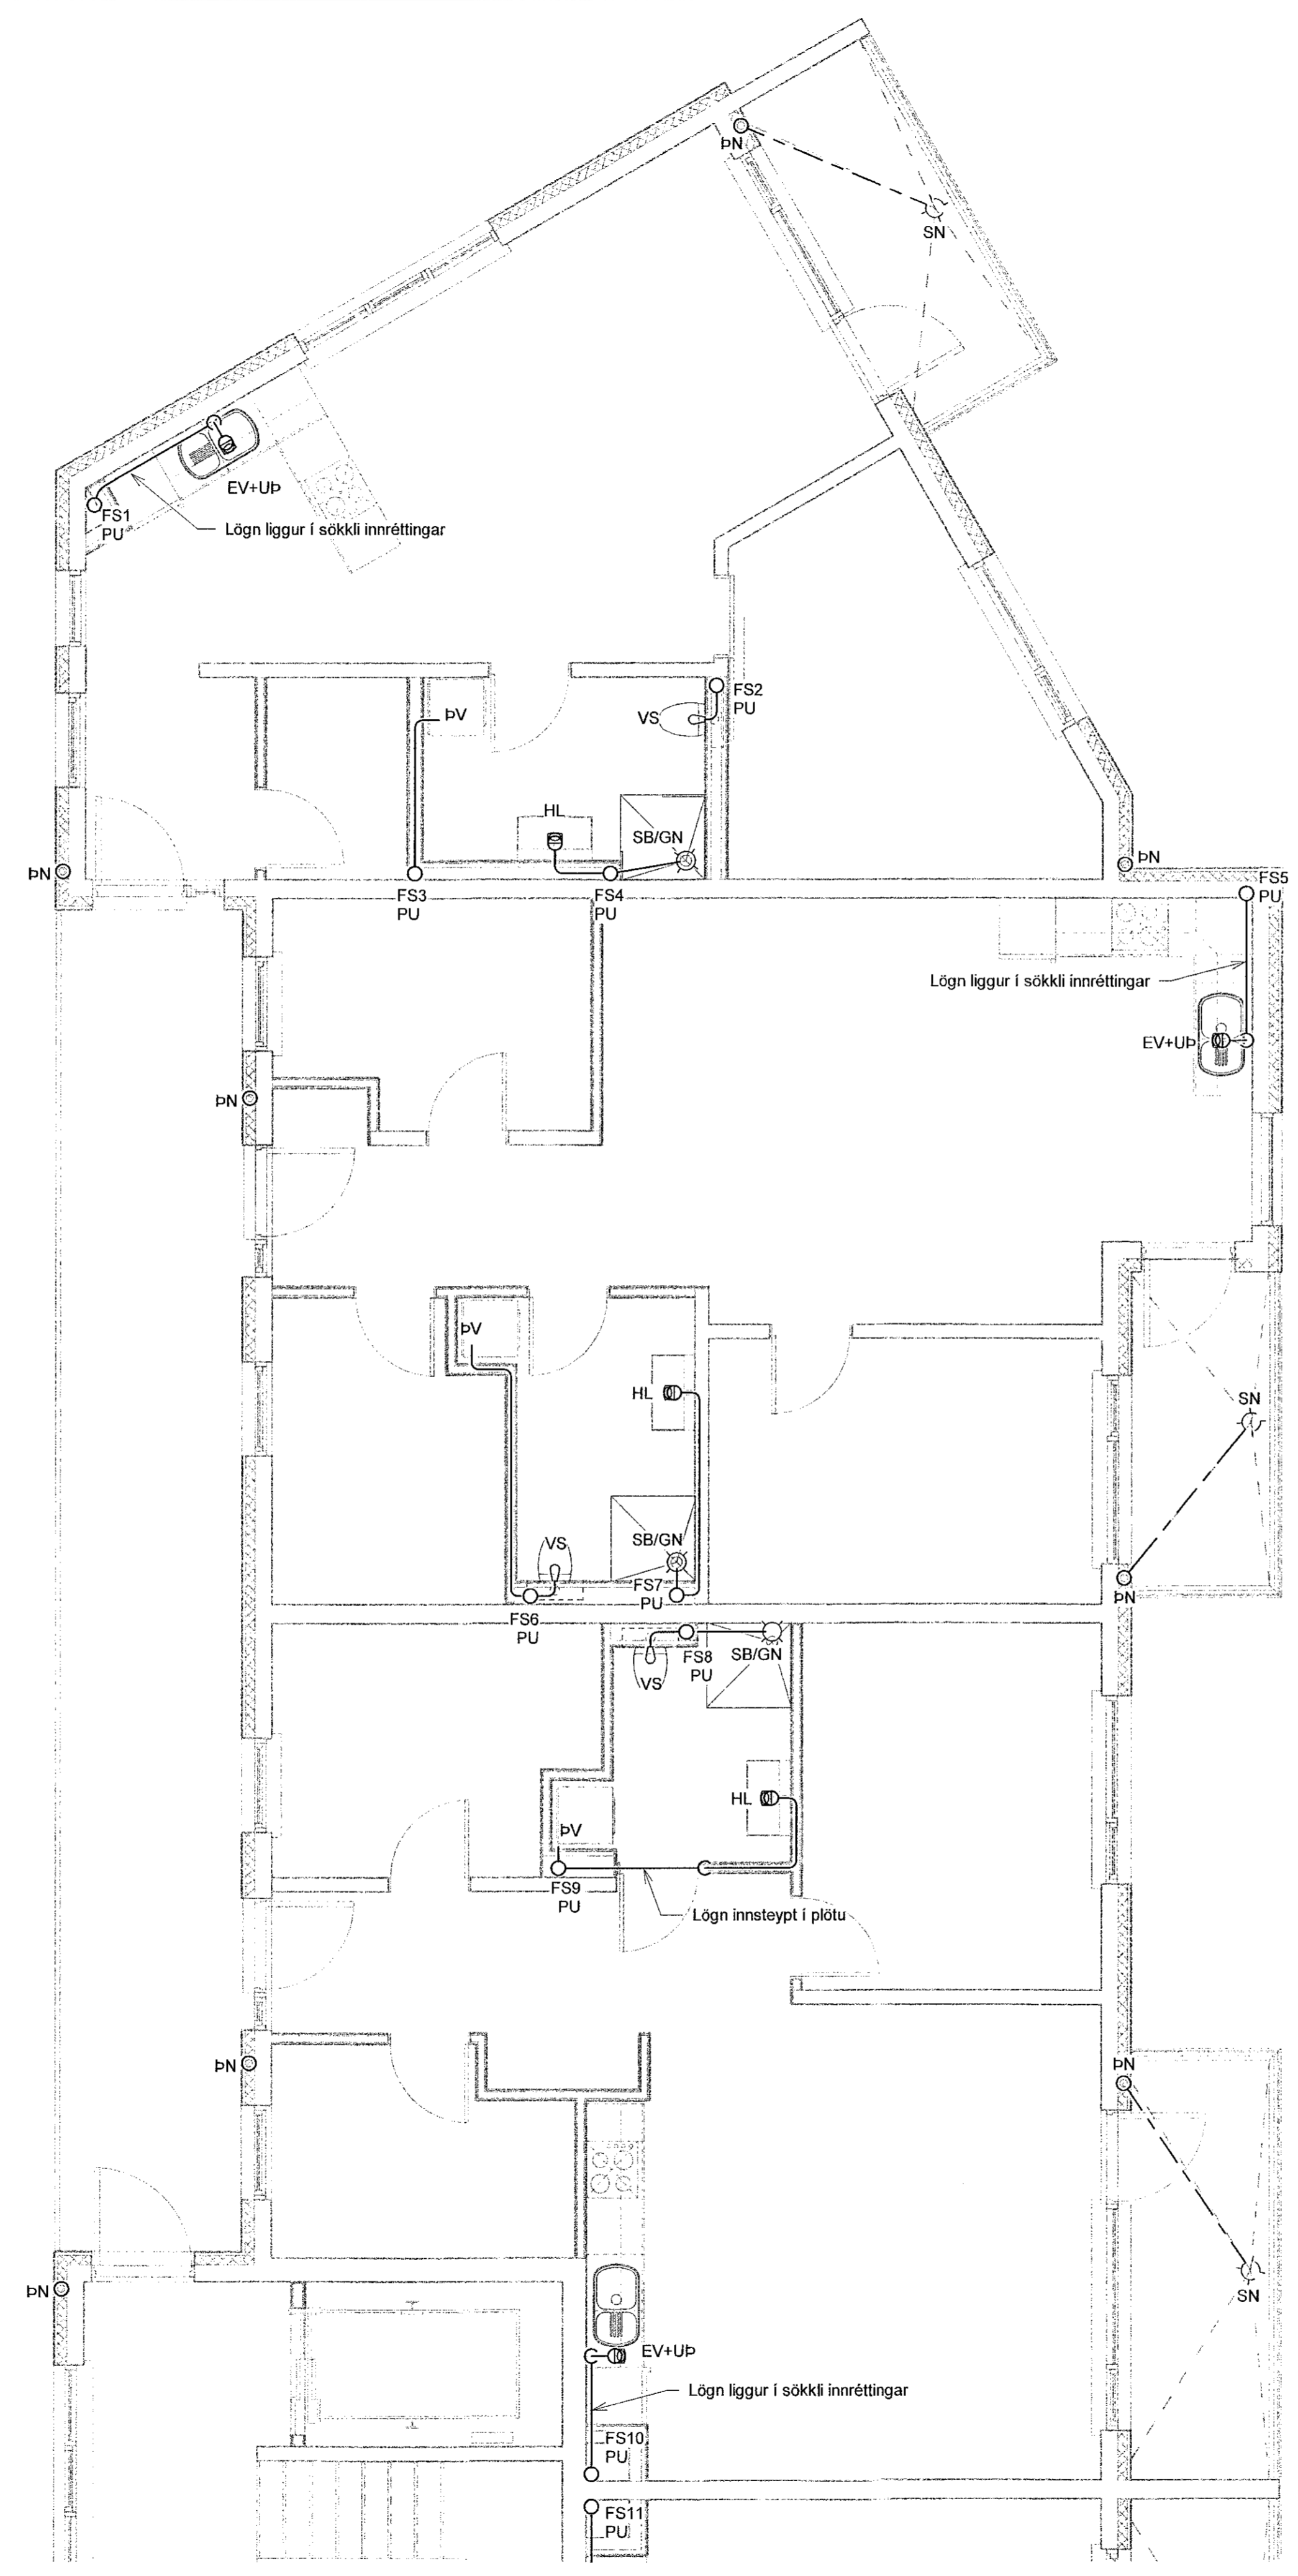 ÞN
SN
EV+UÞ
FS1
PU
Lögn liggur í sökkli innréttingar
FS2
PU
ÞV
VS
HL
SB/GN
ÞN
ÞN
FS3
PU
FS4
PU
FS5
PU
Lögn liggur í sökkli innréttingar
EV+UÞ
ÞN
ÞV
HL
SN
SB/GN
VS
FS7
PU
ÞN
FS6
PU
FS8
PU
SB/GN
VS
HL
ÞV
FS9
PU
Lögn innsteypt í plötu
ÞN
ÞN
ÞN
SN
EV+UÞ
Lögn liggur í sökkli innréttingar
FS10
PU
FS11
PU